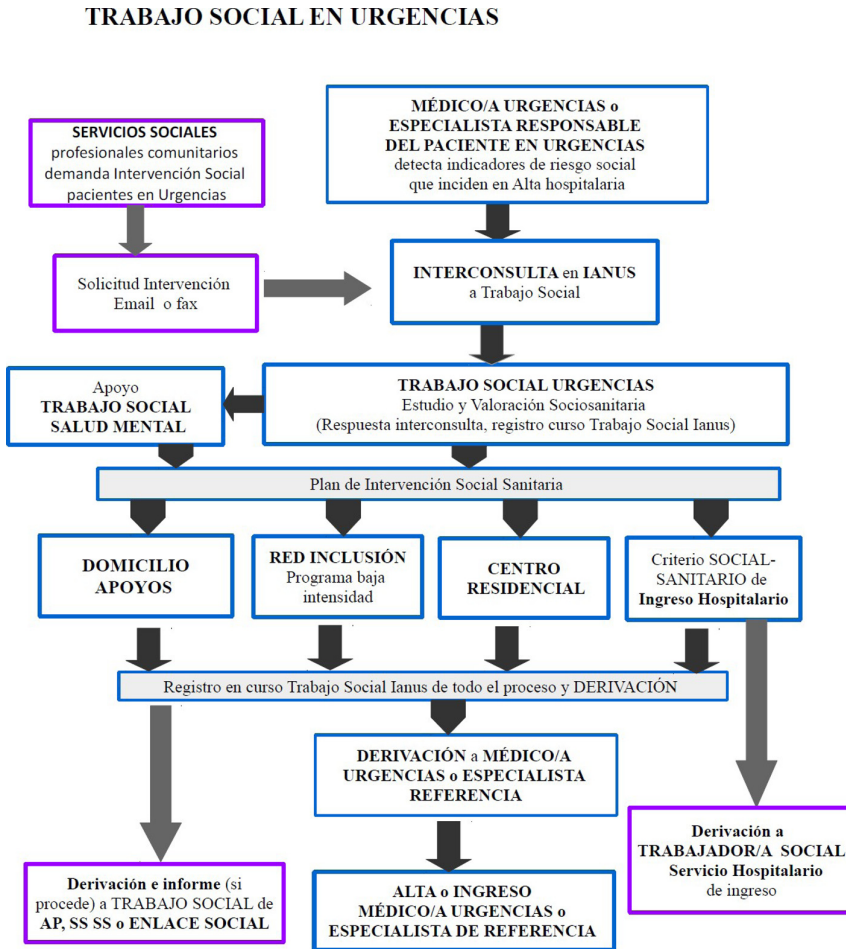 TRABAJO SOCIAL EN URGENCIAS
SERVICIOS SOCIALES
profesionales comunitarios
demanda Intervención Social
pacientes en Urgencias
MÉDICO/A URGENCIAS o
ESPECIALISTA RESPONSABLE
DEL PACIENTE EN URGENCIAS
detecta indicadores de riesgo social
que inciden en Alta hospitalaria
Solicitud Intervención
Email o fax
INTERCONSULTA en IANUS
a Trabajo Social
Apoyo
TRABAJO SOCIAL
SALUD MENTAL
TRABAJO SOCIAL URGENCIAS
Estudio y Valoración Sociosanitaria
(Respuesta interconsulta, registro curso Trabajo Social Ianus)
Plan de Intervención Social Sanitaria
DOMICILIO
APOYOS
RED INCLUSIÓN
Programa baja
intensidad
CENTRO
RESIDENCIAL
Criterio SOCIAL-
SANITARIO de
Ingreso Hospitalario
Registro en curso Trabajo Social Ianus de todo el proceso y DERIVACIÓN
DERIVACIÓN a MÉDICO/A
URGENCIAS o ESPECIALISTA
REFERENCIA
Derivación a
TRABAJADOR/A SOCIAL
Servicio Hospitalario
de ingreso
Derivación e informe (si
procede) a TRABAJO SOCIAL de
AP, SS SS o ENLACE SOCIAL
ALTA o INGRESO
MÉDICO/A URGENCIAS o
ESPECIALISTA DE REFERENCIA